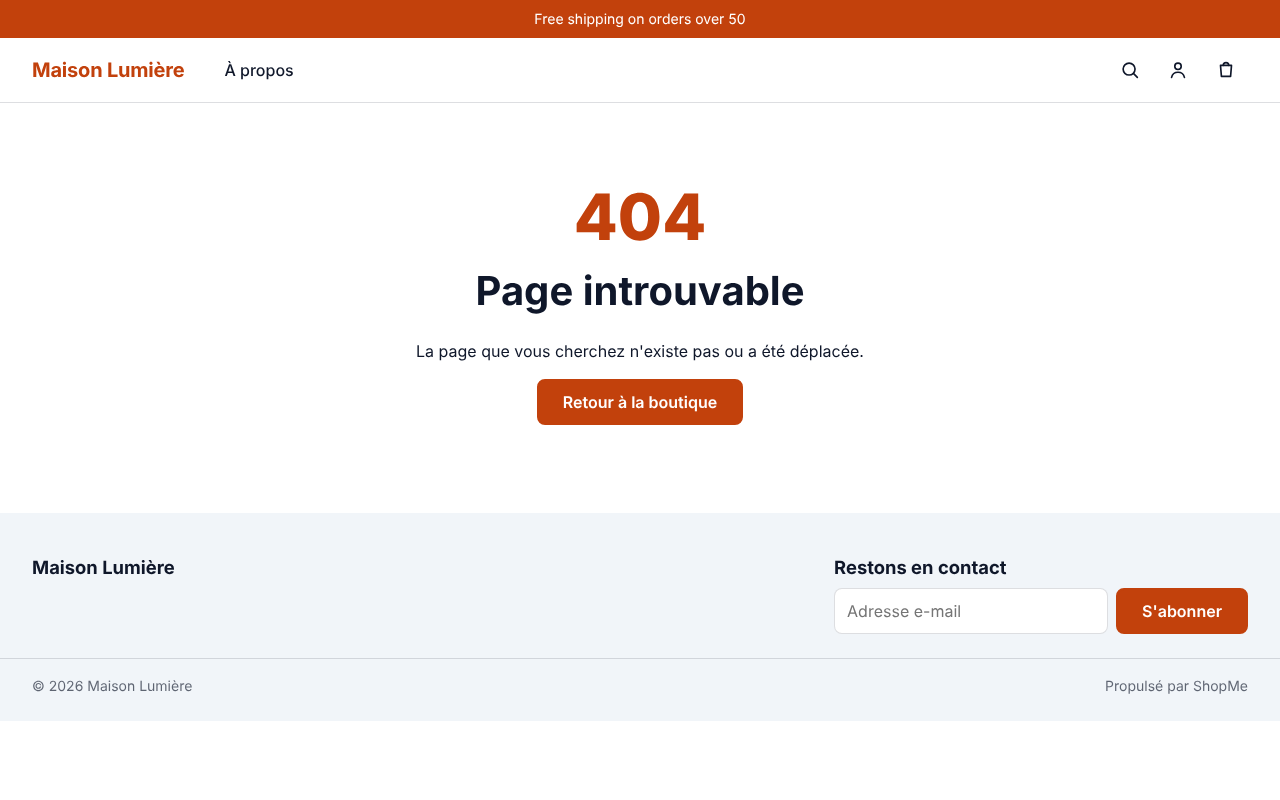 Free shipping on orders over 50
Maison Lumière
À propos
404
Page introuvable
La page que vous cherchez n'existe pas ou a été déplacée.
Retour à la boutique
Maison Lumière
Restons en contact
Adresse e-mail
S'abonner
© 2026 Maison Lumière
Propulsé par ShopMe